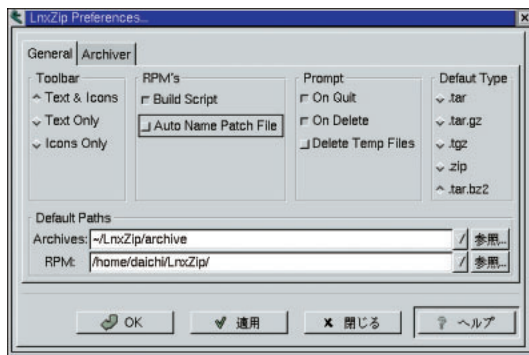 LnxZip Preferences...
General Archiver
Toolbar
Text & Icons
Text Only
Icons Only
RPM's
Build Script
Auto Name Patch File
Prompt
On Quit
On Delete
Delete Temp Files
Defaut Type
.tar
.tar.gz
.tgz
.zip
.tar.bz2
Default Paths
Archives: ~/LnxZip/archive / 参照...
RPM: /home/daichi/LnxZip/ / 参照...
OK 適用 閉じる ヘルプ